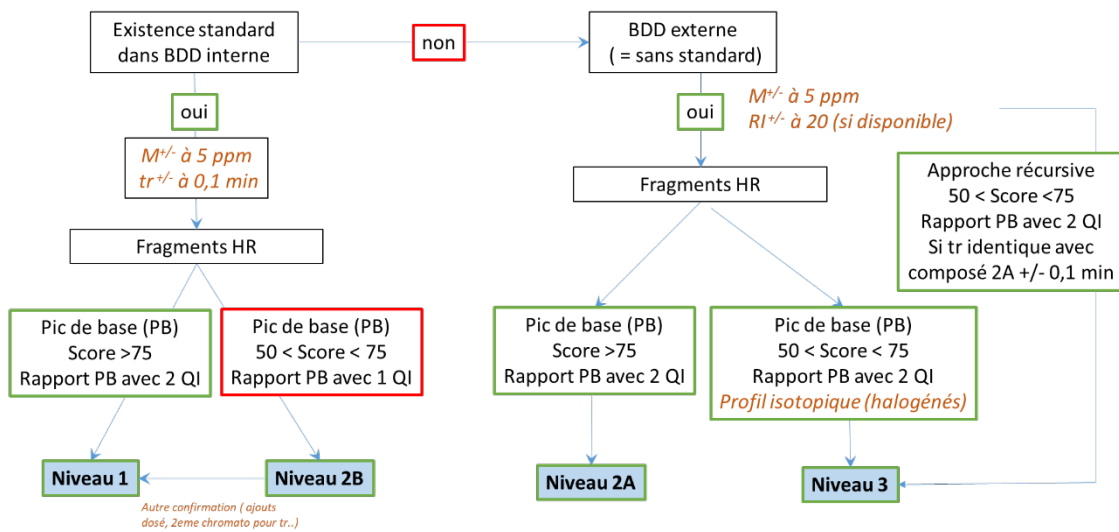 Existence standard
dans BDD interne
non
BDD externe
( = sans standard)
oui
M+/- à 5 ppm
tr +/- à 0,1 min
oui
M+/- à 5 ppm
RI+/- à 20 (si disponible)
Fragments HR
Fragments HR
Approche récursive
50 < Score <75
Rapport PB avec 2 QI
Si tr identique avec
composé 2A +/- 0,1 min
Pic de base (PB)
Score >75
Rapport PB avec 2 QI
Pic de base (PB)
50 < Score < 75
Rapport PB avec 1 QI
Pic de base (PB)
Score >75
Rapport PB avec 2 QI
Pic de base (PB)
50 < Score < 75
Rapport PB avec 2 QI
Profil isotopique (halogénés)
Niveau 1
Niveau 2B
Niveau 2A
Niveau 3
Autre confirmation ( ajouts
dosé, 2eme chromato pour tr..)